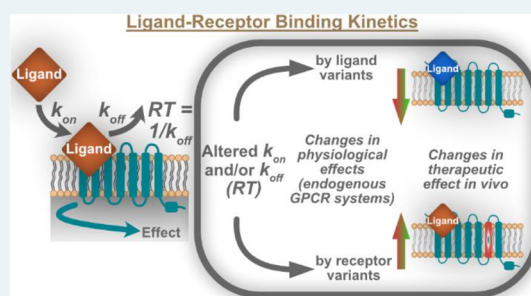 Ligand-Receptor Binding Kinetics
Ligand
kon
koff
RT =
1/koff
Ligand
Effect
Altered kon
and/or koff
(RT)
by ligand
variants
Changes in
physiological
effects
(endogenous
GPCR systems)
by receptor
variants
Ligand
Changes in
therapeutic
effect in vivo
Ligand